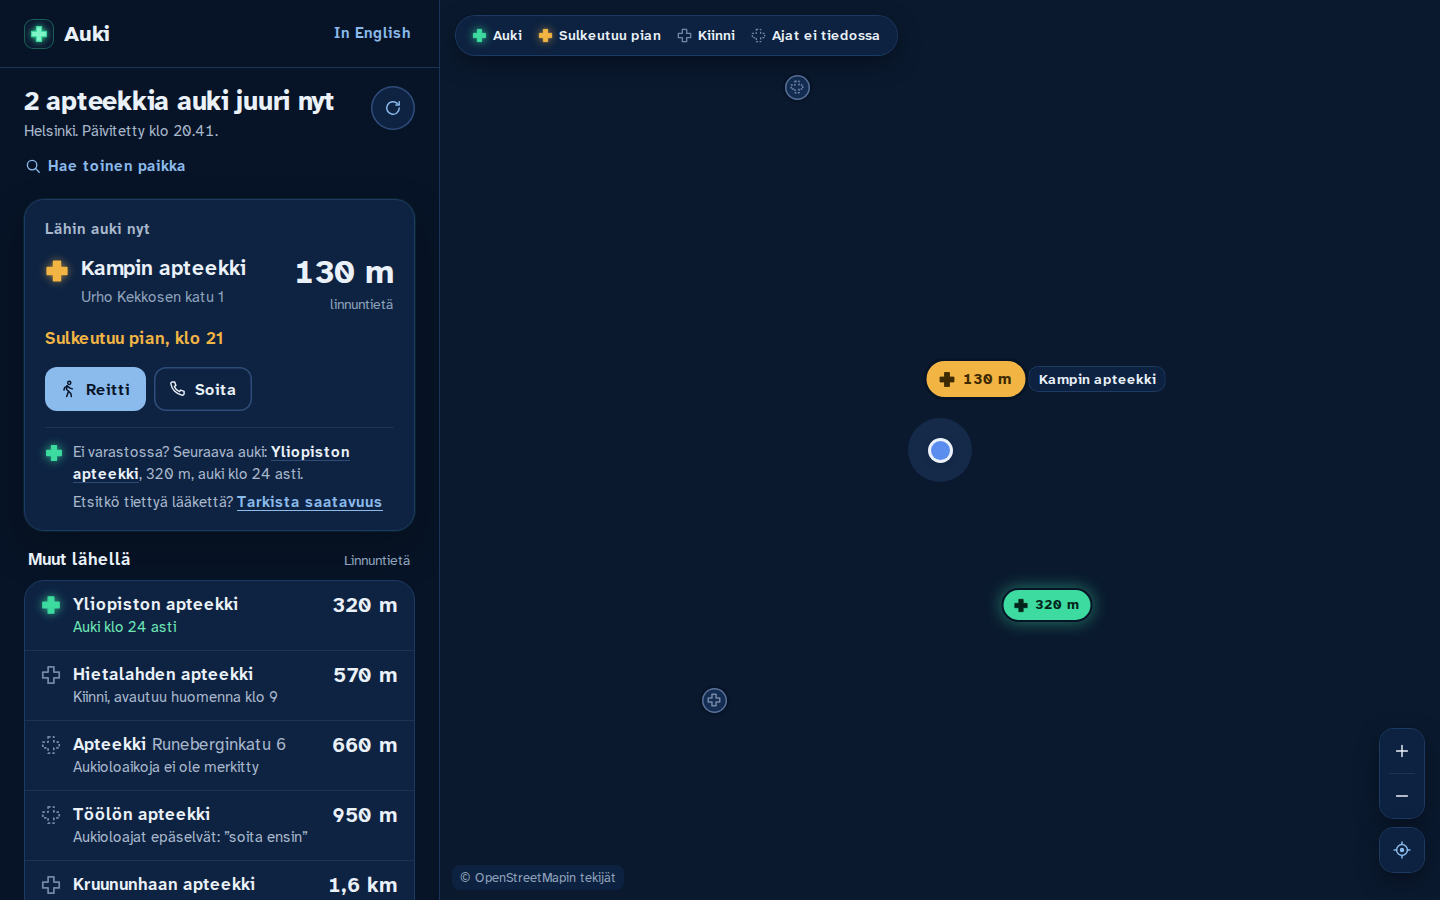 Auki
In English
2 apteekkia auki juuri nyt
Helsinki. Päivitetty klo 20.41.
Hae toinen paikka
Lähin auki nyt
Kampin apteekki
130 m
Urho Kekkosen katu 1
linnuntietä
Sulkeutuu pian, klo 21
Reitti
Soita
Ei varastossa? Seuraava auki: Yliopiston
apteekki, 320 m, auki klo 24 asti.
Etsitkö tiettyä lääkettä? Tarkista saatavuus
Muut lähellä
Linnuntietä
Yliopiston apteekki
320 m
Auki klo 24 asti
Hietalahden apteekki
570 m
Kiinni, avautuu huomenna klo 9
Apteekki Runeberginkatu 6
660 m
Aukioloaikoja ei ole merkitty
Töölön apteekki
950 m
Aukioloajat epäselvät: ”soita ensin”
Kruununhaan apteekki
1,6 km
Auki
Sulkeutuu pian
Kiinni
Ajat ei tiedossa
130 m
Kampin apteekki
320 m
+
−
© OpenStreetMapin tekijät